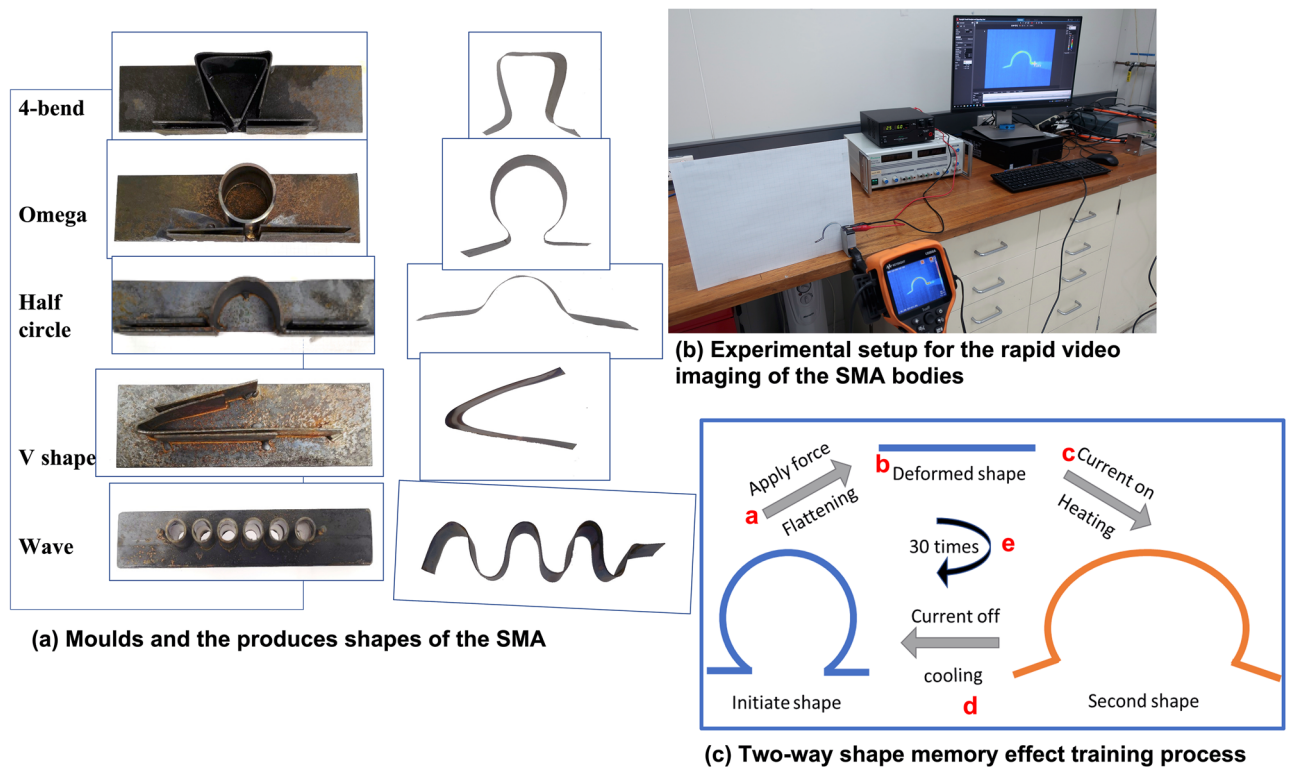 4-bend
Omega
Half
circle
V shape
Wave
(a) Moulds and the produces shapes of the SMA
(b) Experimental setup for the rapid video
imaging of the SMA bodies
a
Apply force
Flattening
b
Deformed shape
c
Current on
Heating
30 times
e
Current off
cooling
d
Initiate shape
Second shape
(c) Two-way shape memory effect training process